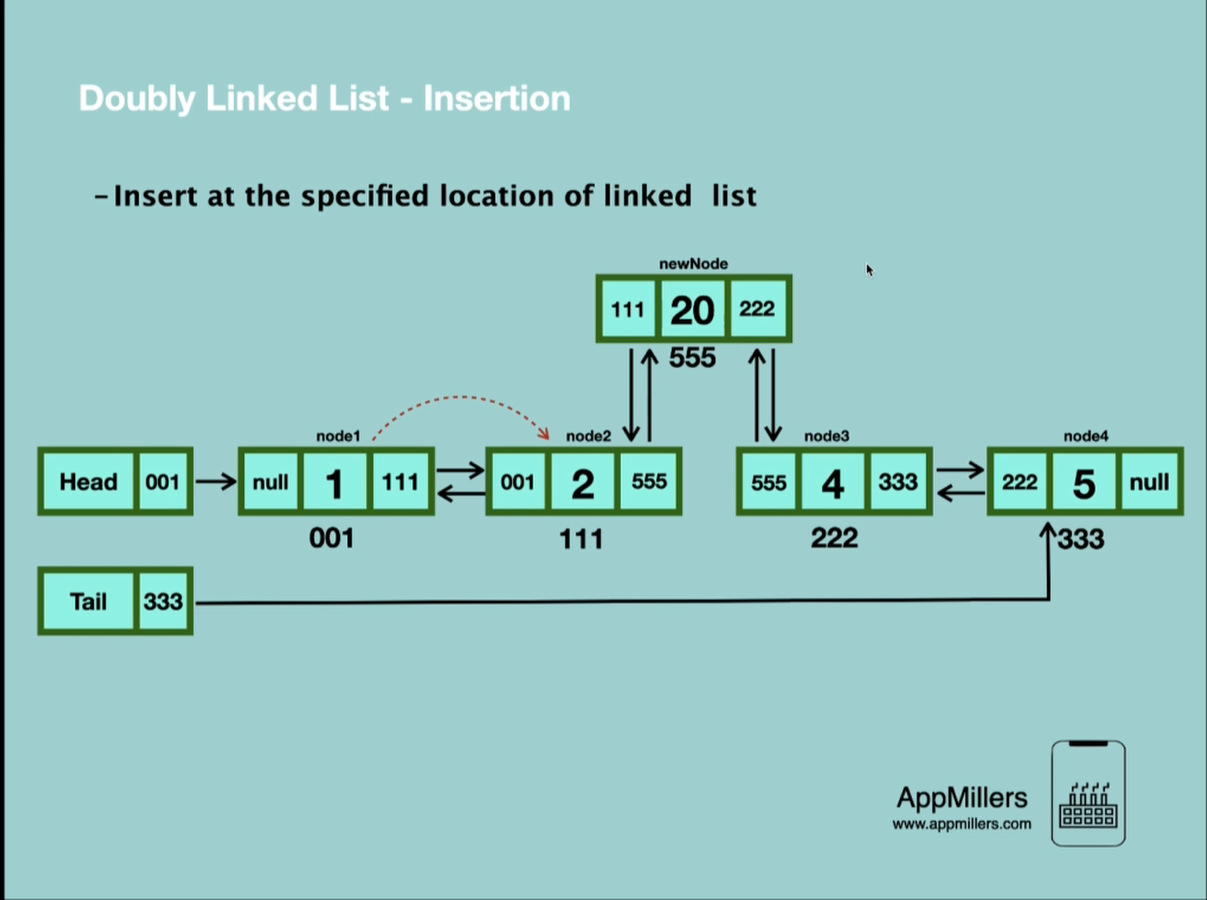 Doubly Linked List - Insertion
–Insert at the specified location of linked  list
newNode
111 20 222
555
node1 node2 node3 node4
Head 001 null 1 111 001 2 555 555 4 333 222 5 null
001 111 222 333
Tail 333
AppMillers
www.appmillers.com